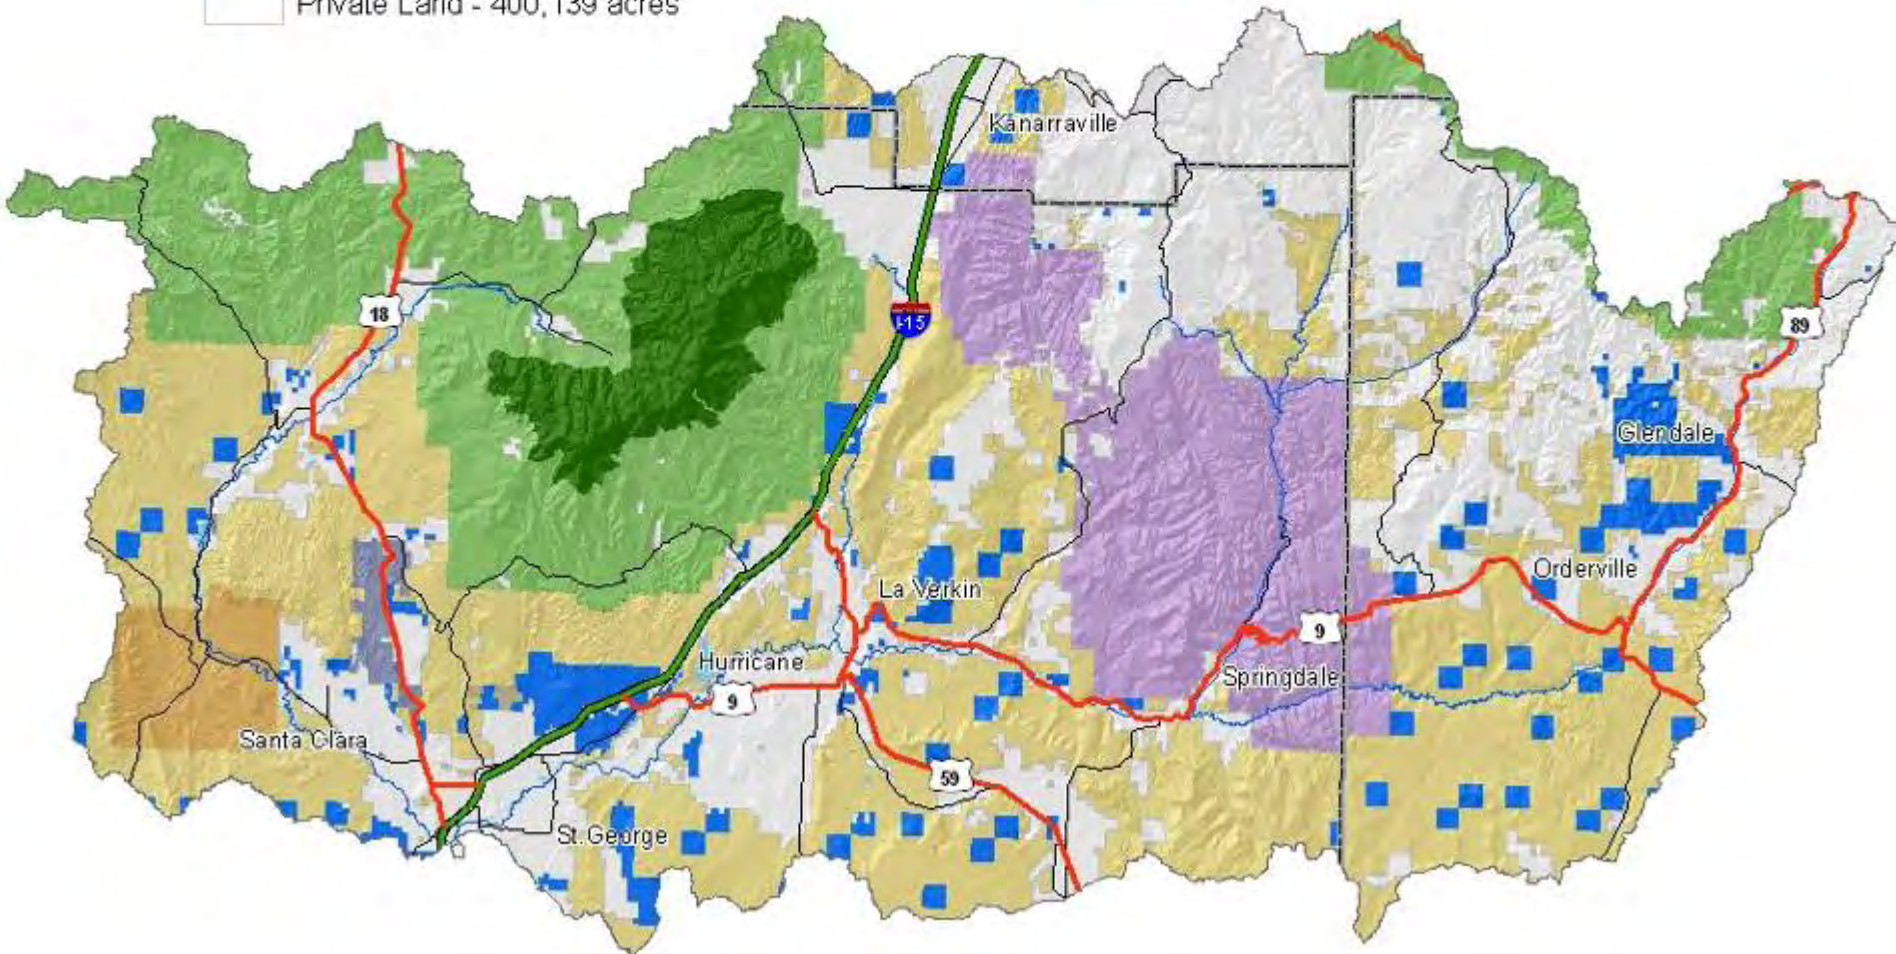 Private Land - 400,139 acres
Kanarraville
18
I-15
89
Glendale
La Verkin
Orderville
9
Hurricane
Springdale
9
Santa Clara
59
St. George